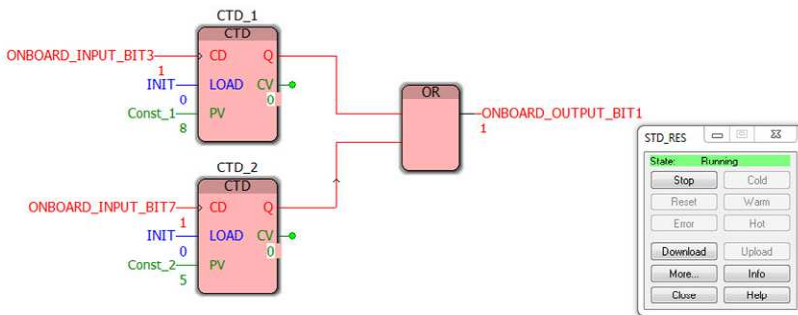 CTD_1
CTD
ONBOARD_INPUT_BIT3
CD
Q
1
INIT
LOAD
CV
0
0
Const_1
PV
8
OR
ONBOARD_OUTPUT_BIT1
1
CTD_2
CTD
ONBOARD_INPUT_BIT7
CD
Q
1
INIT
LOAD
CV
0
0
Const_2
PV
5
STD_RES
State: Running
Stop Cold
Reset Warm
Error Hot
Download Upload
More... Info
Close Help